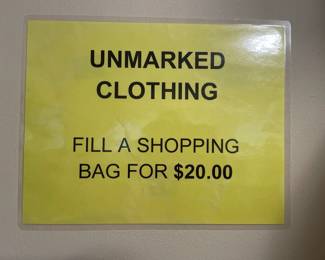 UNMARKED
CLOTHING
FILL A SHOPPING
BAG FOR $20.00